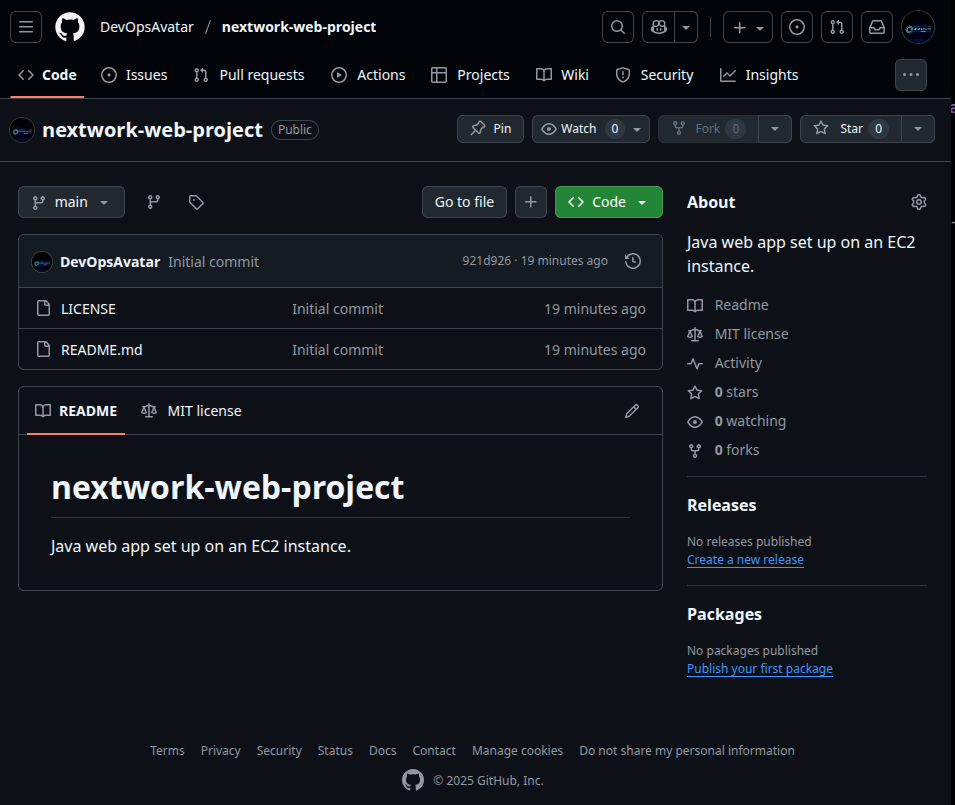 DevOpsAvatar / nextwork-web-project
Code Issues Pull requests Actions Projects Wiki Security Insights
nextwork-web-project Public Pin Watch 0 Fork 0 Star 0
main Go to file Code
DevOpsAvatar Initial commit 921d926 · 19 minutes ago
LICENSE Initial commit 19 minutes ago
README.md Initial commit 19 minutes ago
README MIT license
nextwork-web-project
Java web app set up on an EC2 instance.
About
Java web app set up on an EC2
instance.
Readme
MIT license
Activity
0 stars
0 watching
0 forks
Releases
No releases published
Create a new release
Packages
No packages published
Publish your first package
Terms Privacy Security Status Docs Contact Manage cookies Do not share my personal information
© 2025 GitHub, Inc.